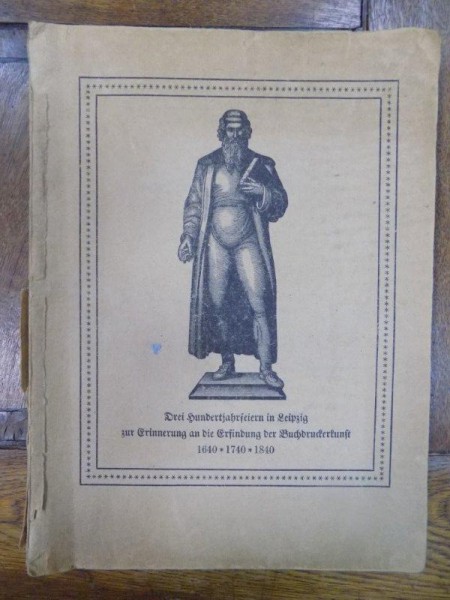 Drei Hundertjahrfeiern in Leipzig
zur Erinnerung an die Erfindung der Buchdruckerkunst
1640 * 1740 * 1840